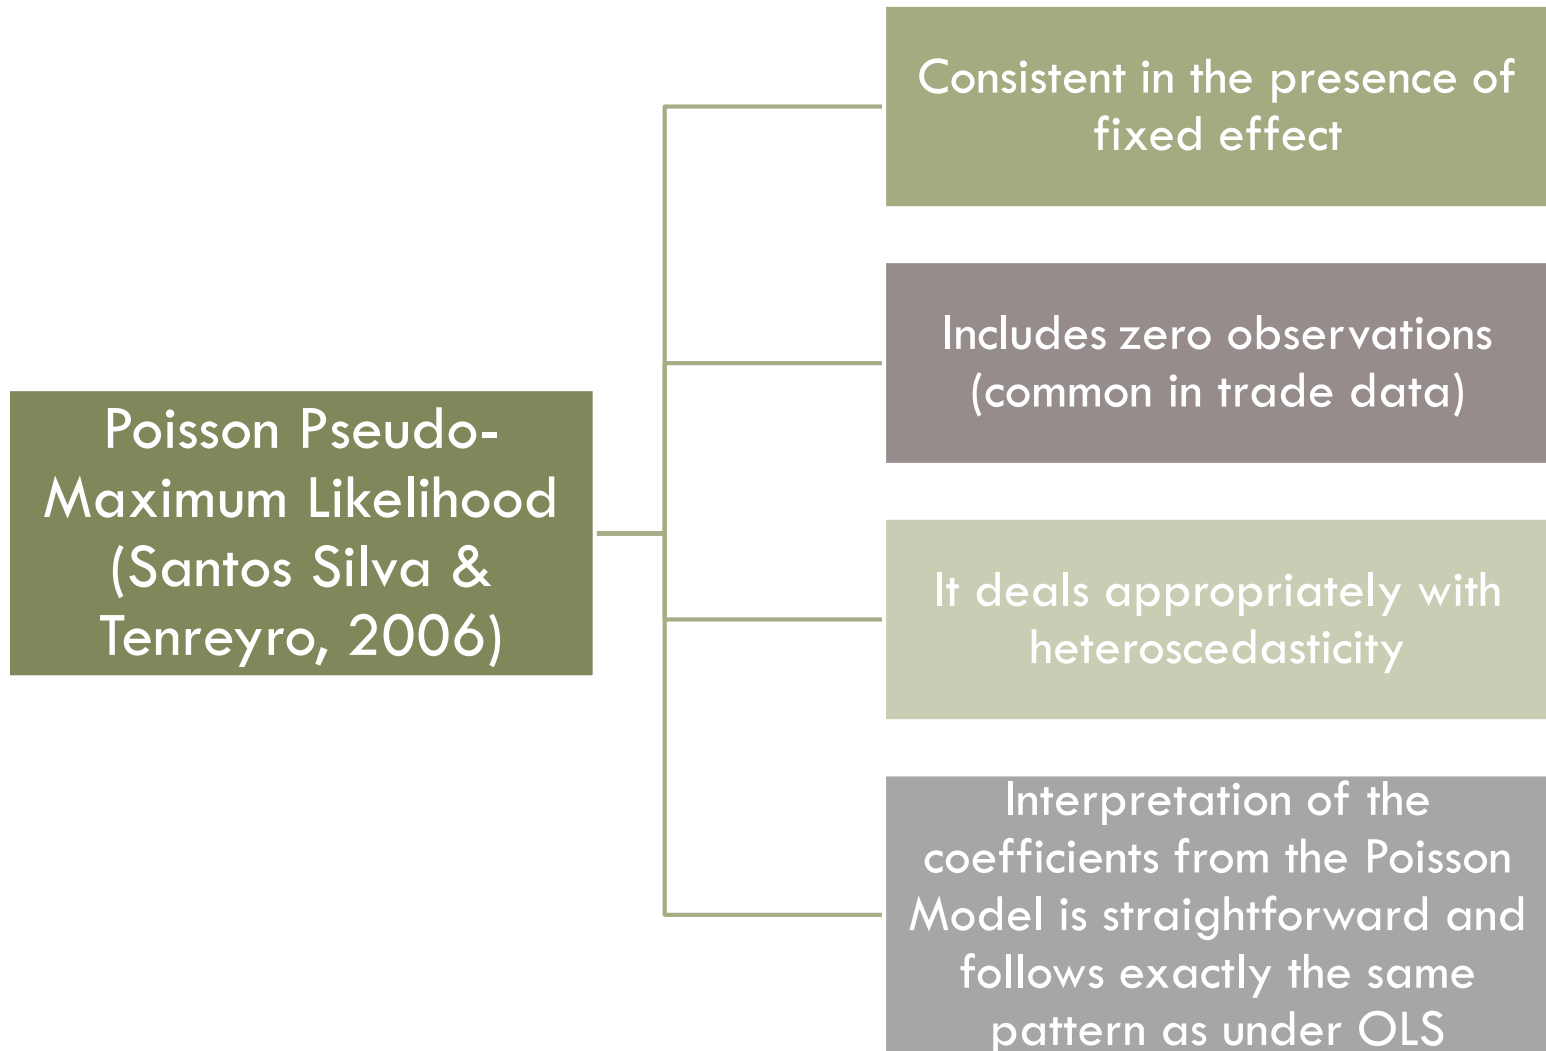 Poisson Pseudo-
Maximum Likelihood
(Santos Silva &
Tenreyro, 2006)
Consistent in the presence of
fixed effect
Includes zero observations
(common in trade data)
It deals appropriately with
heteroscedasticity
Interpretation of the
coefficients from the Poisson
Model is straightforward and
follows exactly the same
pattern as under OLS